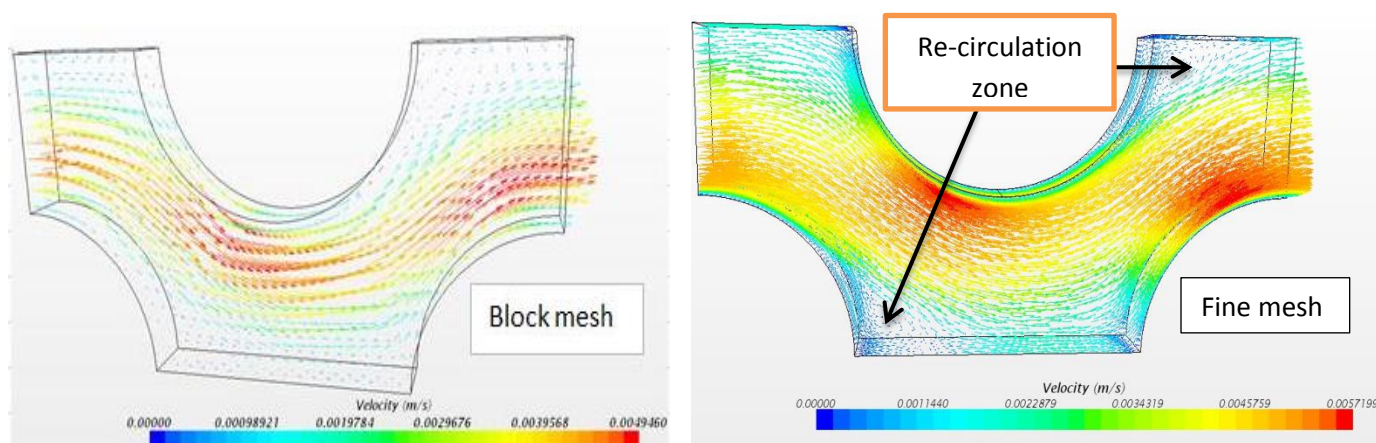 Block mesh
Velocity (m/s)
0.00000 0.00098921 0.0019784 0.0029676 0.0039568 0.0049460
Re-circulation
zone
Fine mesh
Velocity (m/s)
0.00000 0.0011440 0.0022879 0.0034319 0.0045759 0.0057199